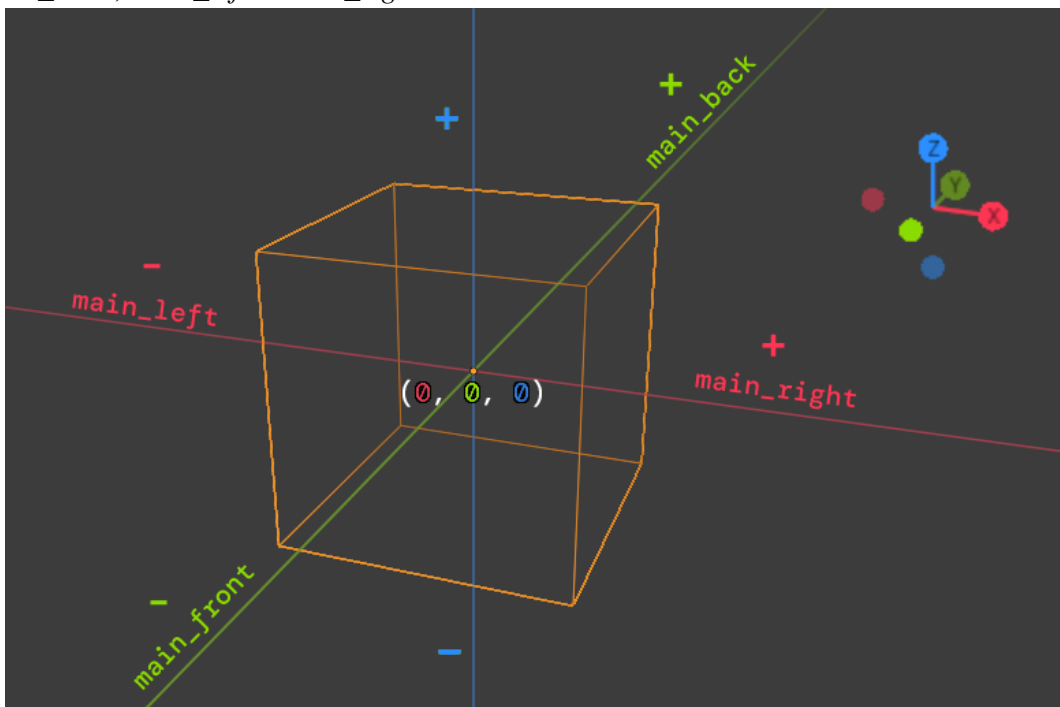 +
main_back
+
Z
Y
X
−
main_left
+
main_right
(0, 0, 0)
−
main_front
−